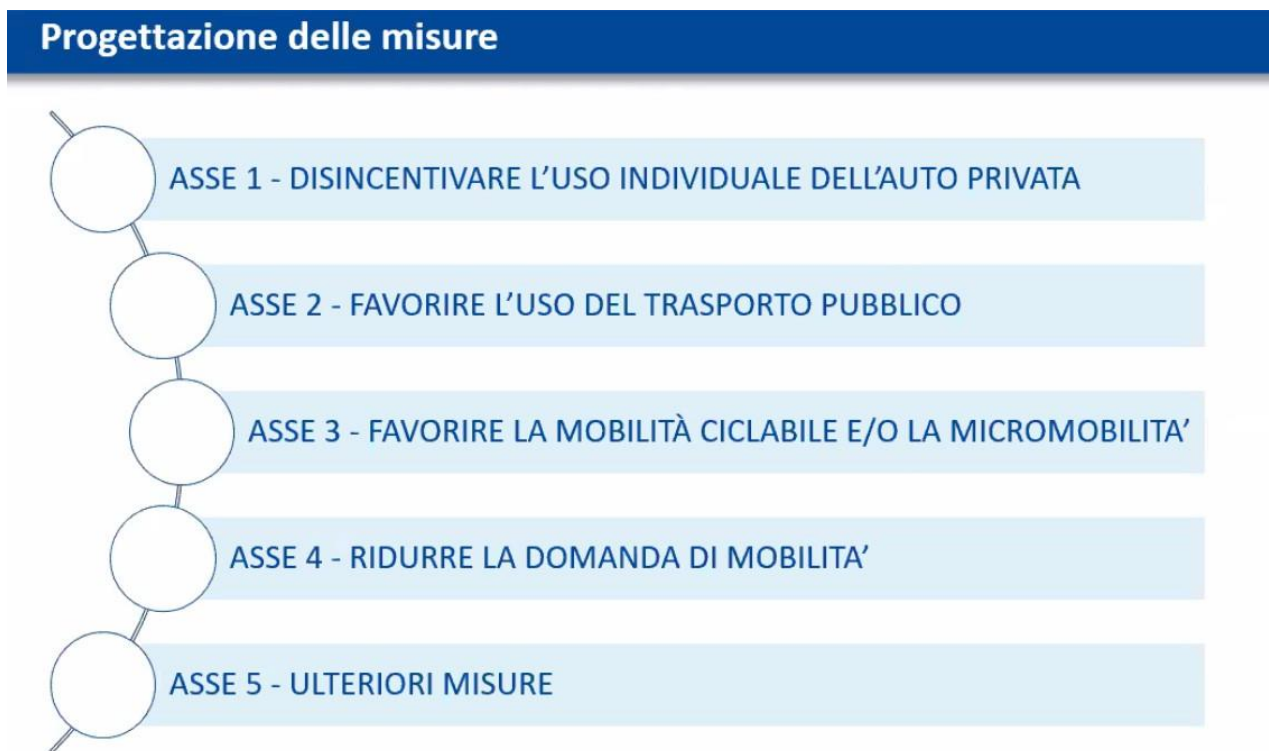 Progettazione delle misure
ASSE 1 - DISINCENTIVARE L’USO INDIVIDUALE DELL’AUTO PRIVATA
ASSE 2 - FAVORIRE L’USO DEL TRASPORTO PUBBLICO
ASSE 3 - FAVORIRE LA MOBILITÀ CICLABILE E/O LA MICROMOBILITA’
ASSE 4 - RIDURRE LA DOMANDA DI MOBILITA’
ASSE 5 - ULTERIORI MISURE